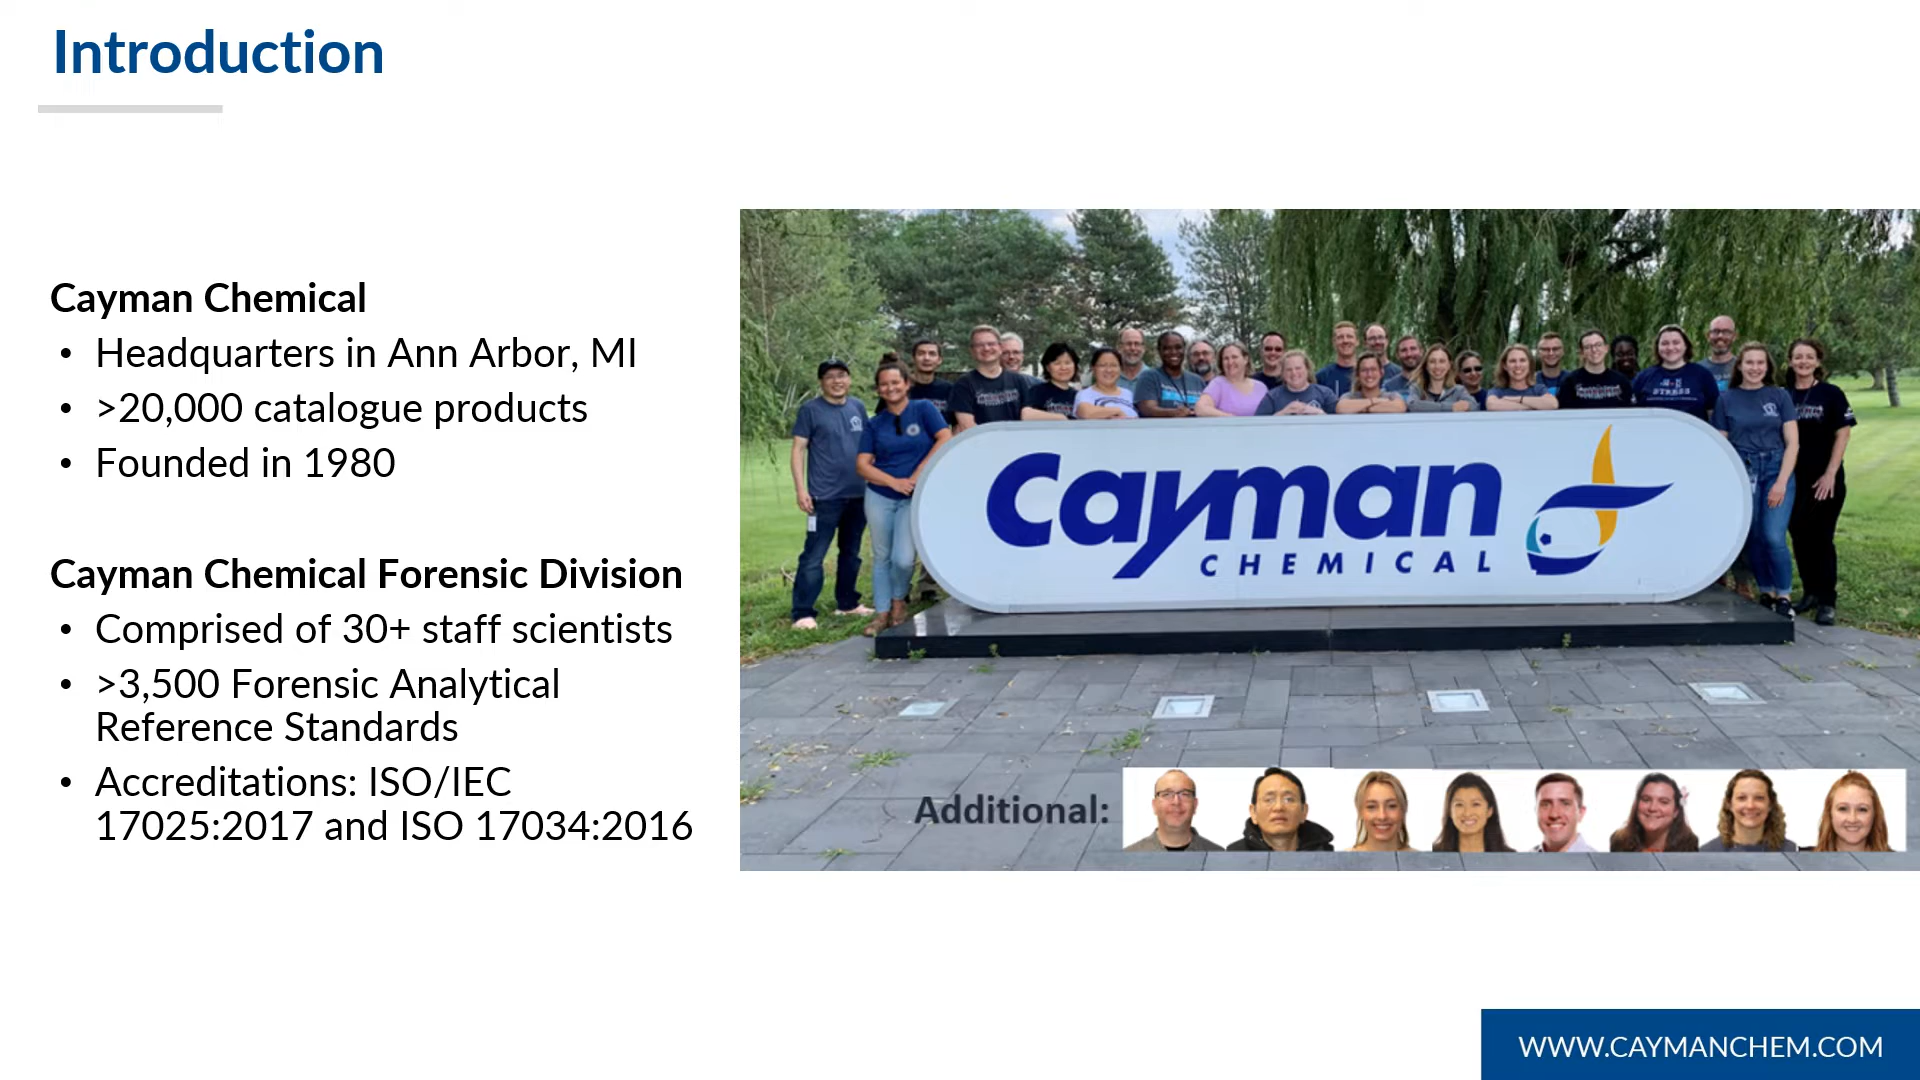 Introduction
Cayman Chemical
• Headquarters in Ann Arbor, MI
• >20,000 catalogue products
• Founded in 1980
Cayman Chemical Forensic Division
• Comprised of 30+ staff scientists
• >3,500 Forensic Analytical
Reference Standards
• Accreditations: ISO/IEC
17025:2017 and ISO 17034:2016
Cayman
CHEMICAL
Additional:
WWW.CAYMANCHEM.COM